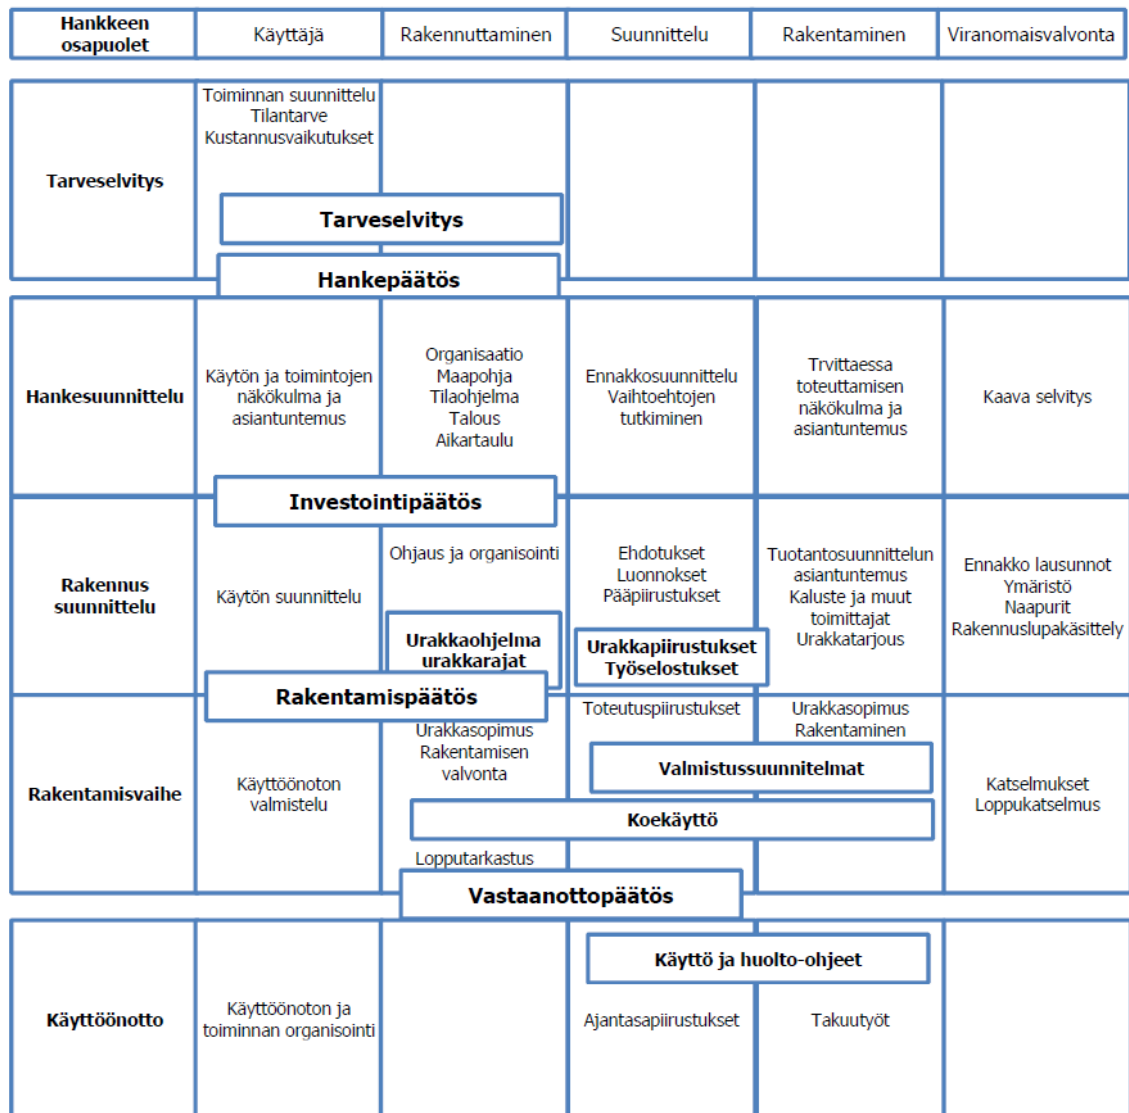 Hankkeen
osapuolet
Käyttäjä
Rakennuttaminen
Suunnittelu
Rakentaminen
Viranomaisvalvonta
Tarveselvitys
Toiminnan suunnittelu
Tilantarve
Kustannusvaikutukset
Tarveselvitys
Hankepäätös
Hankesuunnittelu
Käytön ja toimintojen
näkökulma ja
asiantuntemus
Organisaatio
Maapohja
Tilaohjelma
Talous
Aikartaulu
Ennakkosuunnittelu
Vaihtoehtojen
tutkiminen
Trvittaessa
toteuttamisen
näkökulma ja
asiantuntemus
Kaava selvitys
Investointipäätös
Rakennus
suunnittelu
Käytön suunnittelu
Ohjaus ja organisointi
Urakkaohjelma
urakkarajat
Ehdotukset
Luonnokset
Pääpiirustukset
Urakkapiirustukset
Työselostukset
Tuotantosuunnittelun
asiantuntemus
Kaluste ja muut
toimittajat
Urakkatarjous
Ennakko lausunnot
Ymäristö
Naapurit
Rakennuslupakäsittely
Rakentamispäätös
Rakentamisvaihe
Käyttöönoton
valmistelu
Urakkasopimus
Rakentamisen
valvonta
Toteutuspiirustukset
Urakkasopimus
Rakentaminen
Valmistussuunnitelmat
Koekäyttö
Katselmukset
Loppukatselmus
Lopputarkastus
Vastaanottopäätös
Käyttöönotto
Käyttöönoton ja
toiminnan organisointi
Käyttö ja huolto-ohjeet
Ajantasapiirustukset
Takuutyöt